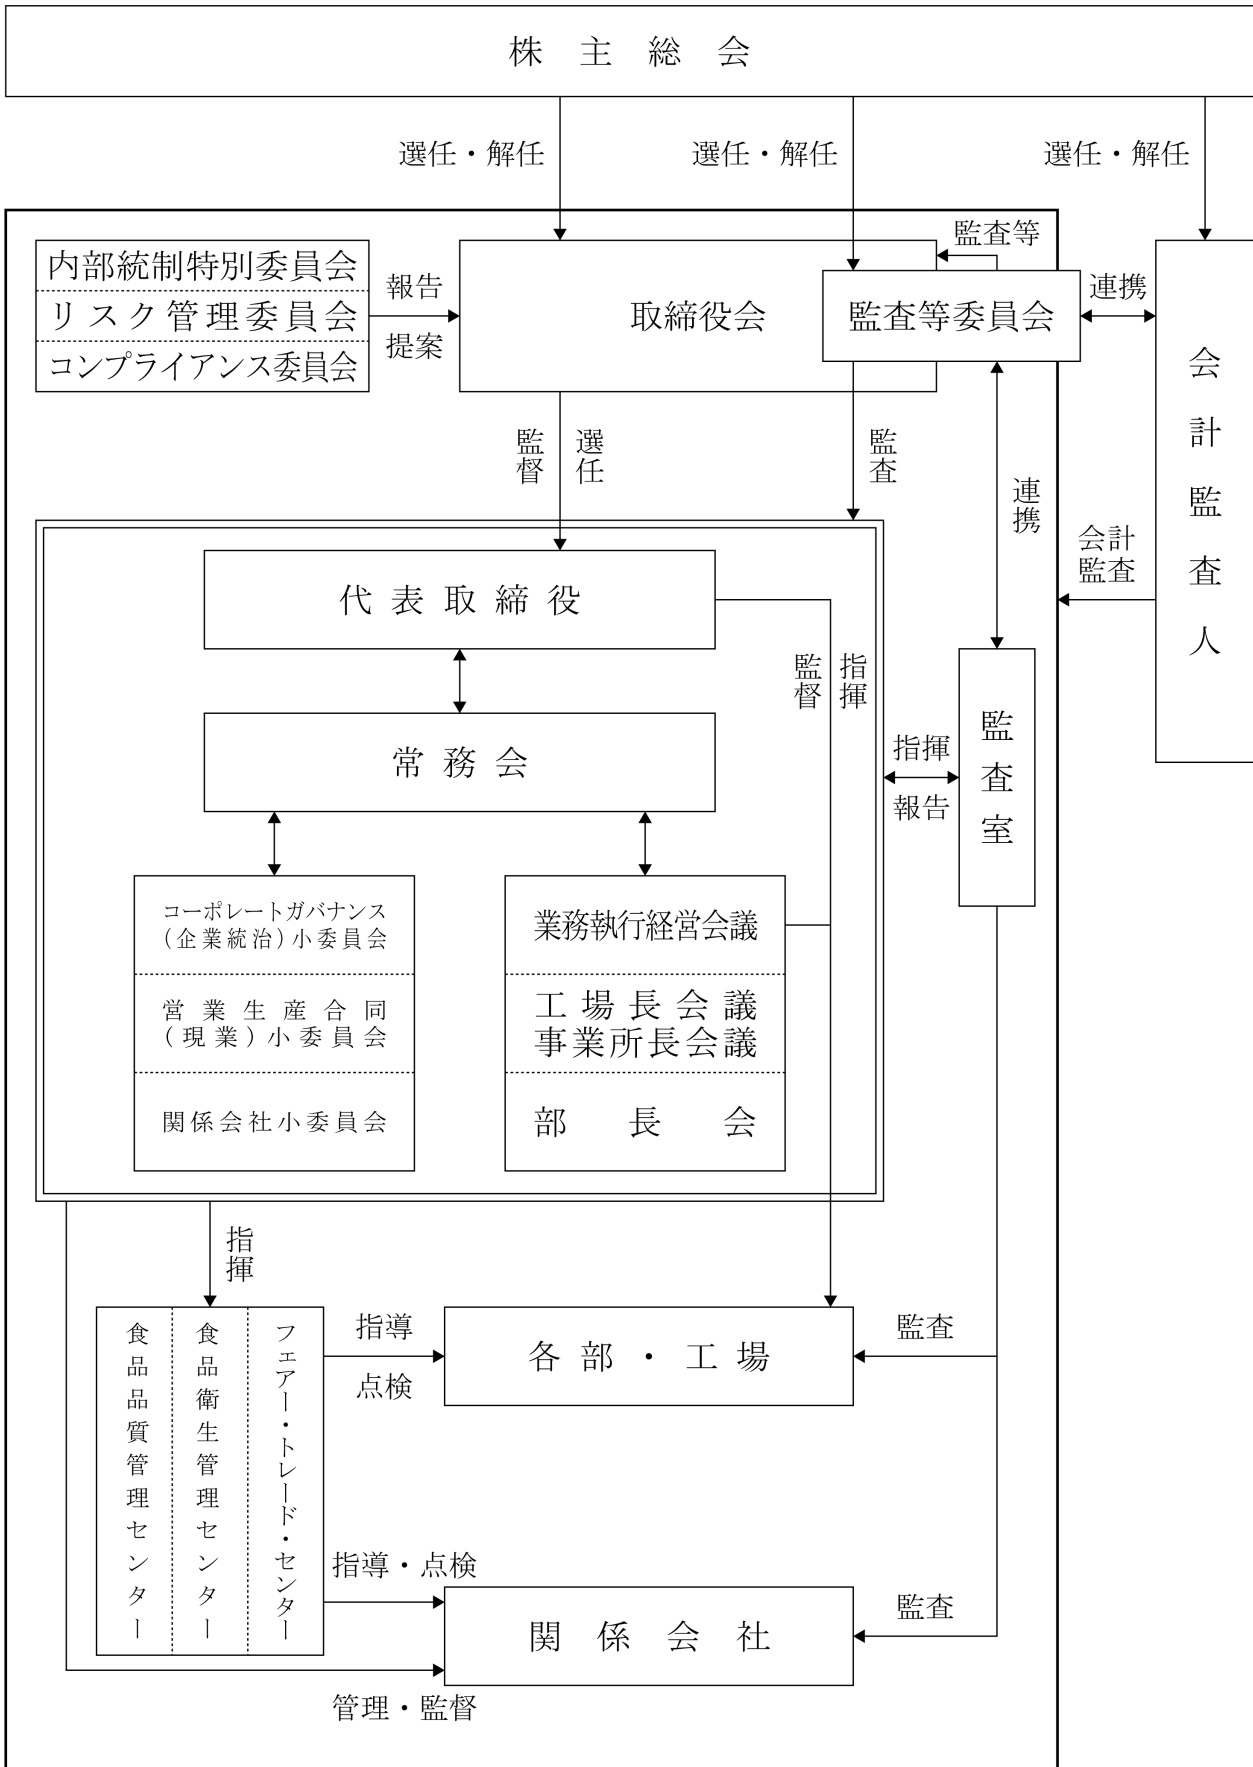 株主総会
選任・解任
選任・解任
選任・解任
監査等
内部統制特別委員会
リスク管理委員会
コンプライアンス委員会
報告
提案
取締役会
監査等委員会
連携
会計監査人
監督
選任
監査
連携
会計
監査
代表取締役
監督
指揮
常務会
指揮
報告
監査室
コーポレートガバナンス
(企業統治)小委員会
営業生産合同
(現業)小委員会
関係会社小委員会
業務執行経営会議
工場長会議
事業所長会議
部長会
指揮
食品品質管理センター
食品衛生管理センター
フェアー・トレード・センター
指導
点検
各部・工場
監査
指導・点検
関係会社
監査
管理・監督